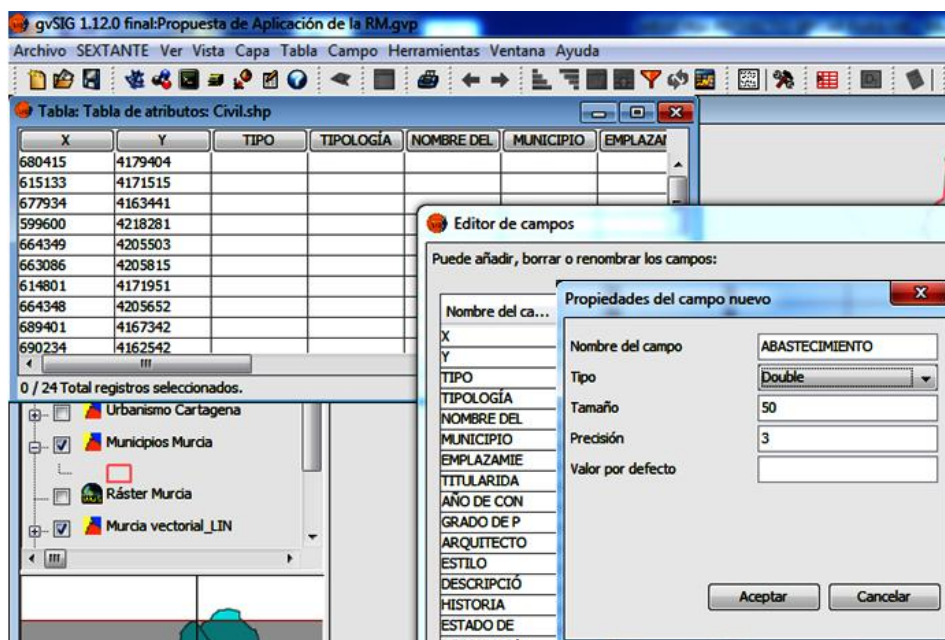 gvSIG 1.12.0 final:Propuesta de Aplicación de la RM.gvp
Archivo SEXTANTE Ver Vista Capa Tabla Campo Herramientas Ventana Ayuda
Tabla: Tabla de atributos: Civil.shp
X Y TIPO TIPOLOGÍA NOMBRE DEL MUNICIPIO EMPLAZAM
680415 4179404
615133 4171515
677934 4163441
599600 4218281
664349 4205503
663086 4205815
614801 4171951
664348 4205652
689401 4167342
690234 4162542
0 / 24 Total registros seleccionados.
Urbanismo Cartagena
Municipios Murcia
Ráster Murcia
Murcia vectorial_LIN
Editor de campos
Puede añadir, borrar o renombrar los campos:
Nombre del ca...
X
Y
TIPO
TIPOLOGÍA
NOMBRE DEL
MUNICIPIO
EMPLAZAMIE
TITULARIDA
AÑO DE CON
GRADO DE P
ARQUITECTO
ESTILO
DESCRIPCIÓ
HISTORIA
ESTADO DE
Propiedades del campo nuevo
Nombre del campo ABASTECIMIENTO
Tipo Double
Tamaño 50
Precisión 3
Valor por defecto
Aceptar Cancelar